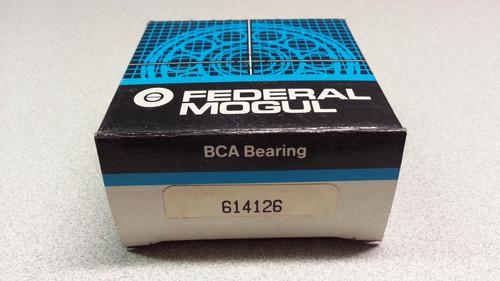 FEDERAL
MOGUL
BCA Bearing
614126